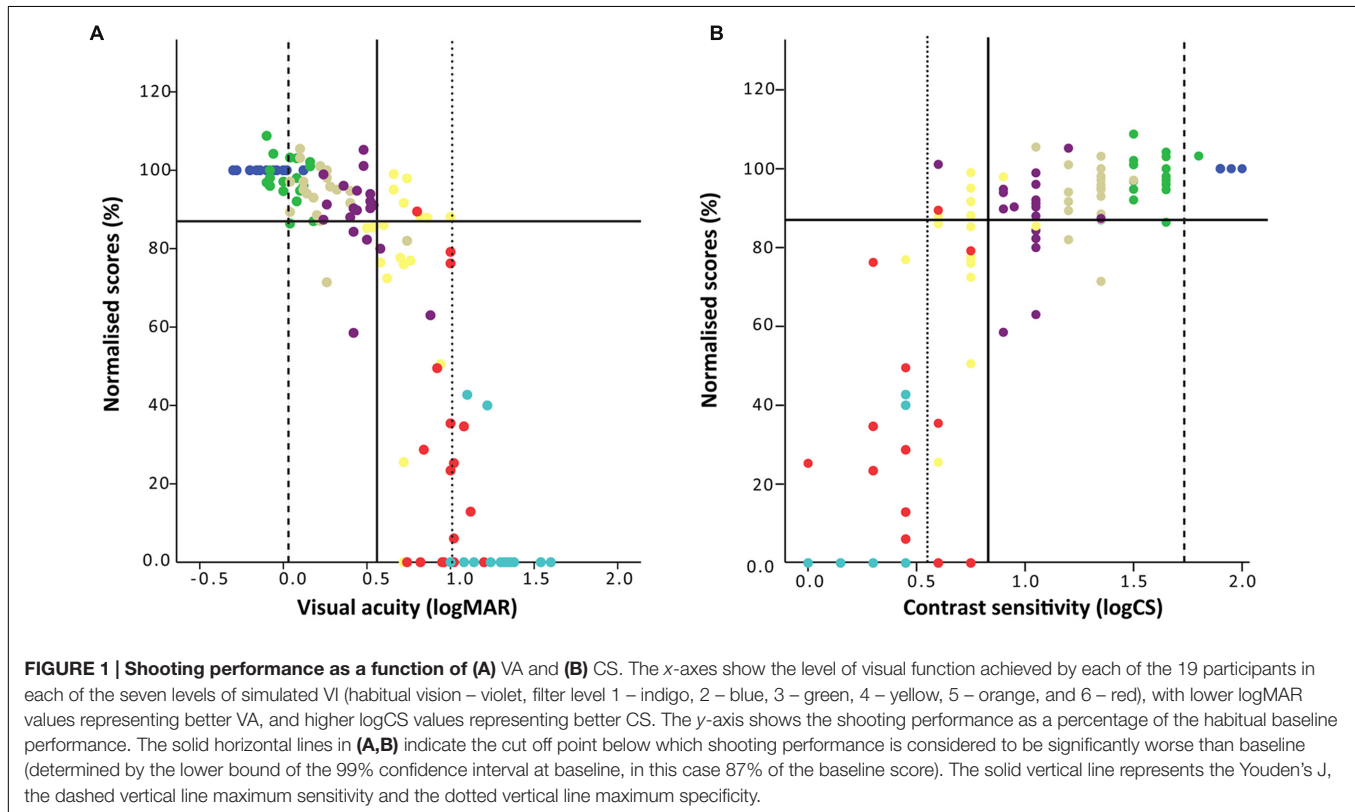 A
B
120
100
80
60
40
20
0.0
-0.5
0.0
0.5
1.0
1.5
2.0
Normalised scores (%)
Visual acuity (logMAR)
120
100
80
60
40
20
0.0
0.0
0.5
1.0
1.5
2.0
Normalised scores (%)
Contrast sensitivity (logCS)
FIGURE 1 | Shooting performance as a function of (A) VA and (B) CS. The x-axes show the level of visual function achieved by each of the 19 participants in
each of the seven levels of simulated VI (habitual vision – violet, filter level 1 – indigo, 2 – blue, 3 – green, 4 – yellow, 5 – orange, and 6 – red), with lower logMAR
values representing better VA, and higher logCS values representing better CS. The y-axis shows the shooting performance as a percentage of the habitual baseline
performance. The solid horizontal lines in (A,B) indicate the cut off point below which shooting performance is considered to be significantly worse than baseline
(determined by the lower bound of the 99% confidence interval at baseline, in this case 87% of the baseline score). The solid vertical line represents the Youden's J,
the dashed vertical line maximum sensitivity and the dotted vertical line maximum specificity.